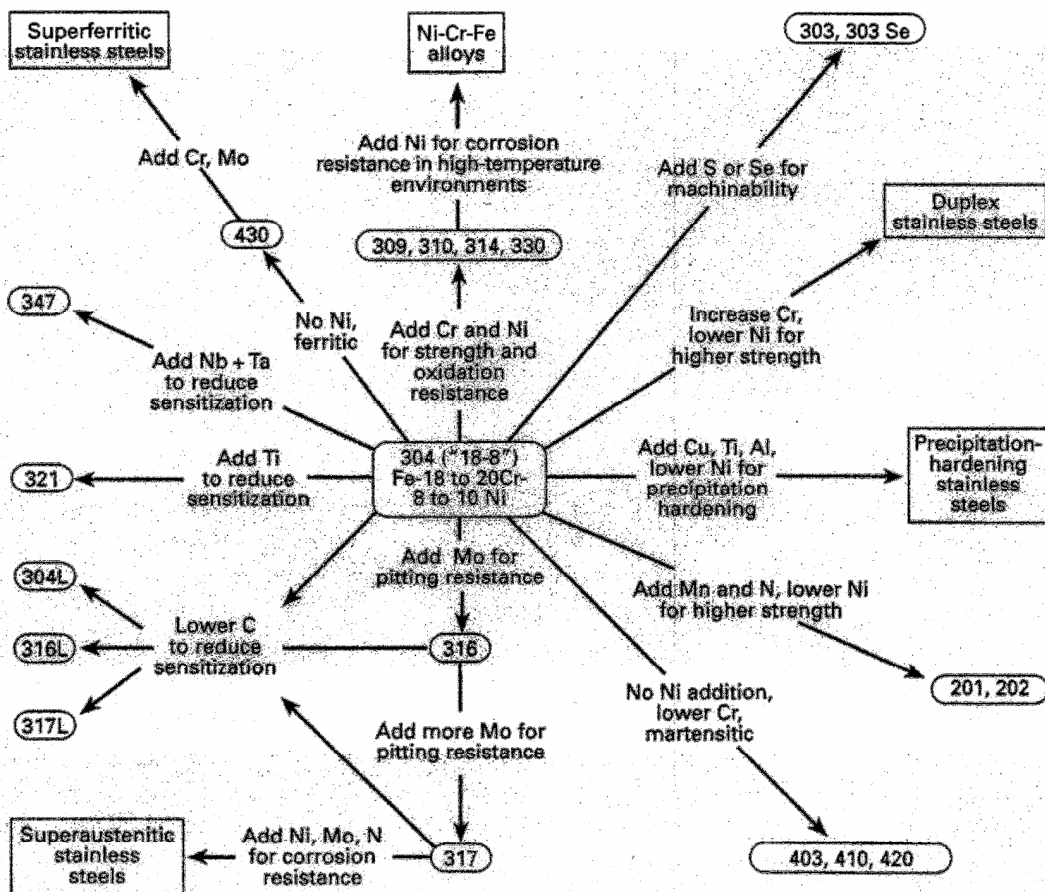 Superferritic
stainless steels
Ni-Cr-Fe
alloys
303, 303 Se
Add Cr, Mo
Add Ni for corrosion
resistance in high-temperature
environments
Add S or Se for
machinability
Duplex
stainless steels
430
309, 310, 314, 330
347
No Ni,
ferritic
Add Cr and Ni
for strength and
oxidation
resistance
Increase Cr,
lower Ni for
higher strength
Add Nb + Ta
to reduce
sensitization
321
Add Ti
to reduce
sensitization
304 ("18-8")
Fe-18 to 20Cr-
8 to 10 Ni
Add Cu, Ti, Al,
lower Ni for
precipitation
hardening
Precipitation-
hardening
stainless
steels
Add Mo for
pitting resistance
304L
316L
317L
Lower C
to reduce
sensitization
316
Add Mn and N, lower Ni
for higher strength
201, 202
No Ni addition,
lower Cr,
martensitic
Add more Mo for
pitting resistance
Superaustenitic
stainless
steels
Add Ni, Mo, N
for corrosion
resistance
317
403, 410, 420